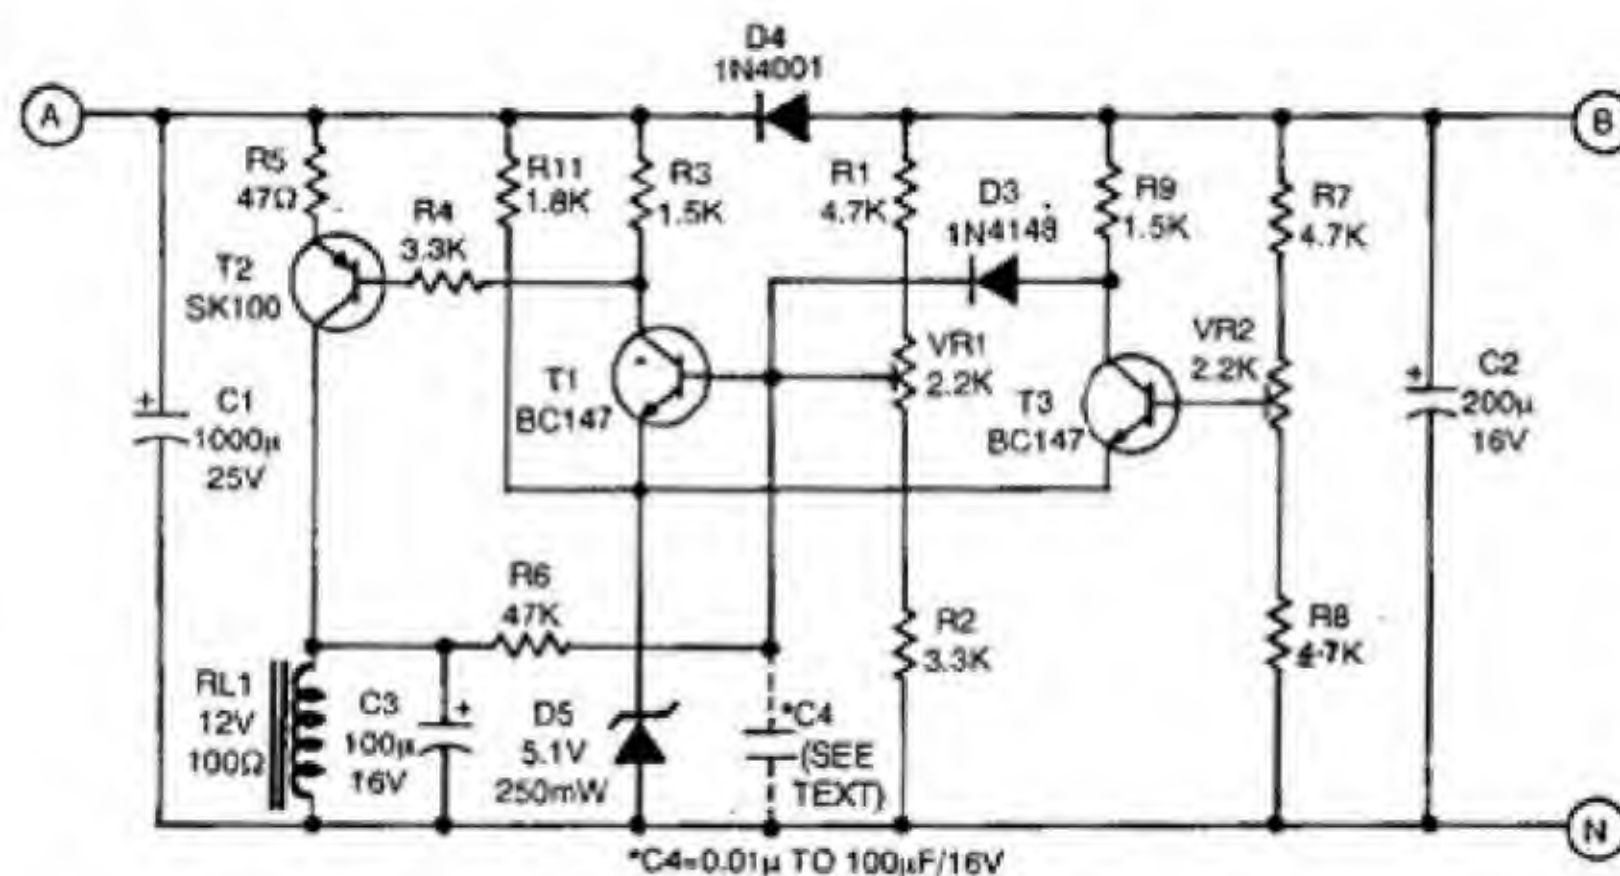 D4
1N4001
A
B
R5
47Ω
R4
3.3K
R11
1.8K
R3
1.5K
R1
4.7K
D3
1N4148
R9
1.5K
R7
4.7K
T2
SK100
VR1
2.2K
VR2
2.2K
T1
BC147
T3
BC147
C1
1000µ
25V
+
C2
200µ
16V
+
R6
47K
R2
3.3K
R8
4.7K
RL1
12V
100Ω
C3
100µ
16V
+
D5
5.1V
250mW
*C4
(SEE
TEXT)
N
*C4=0.01µ TO 100µF/16V